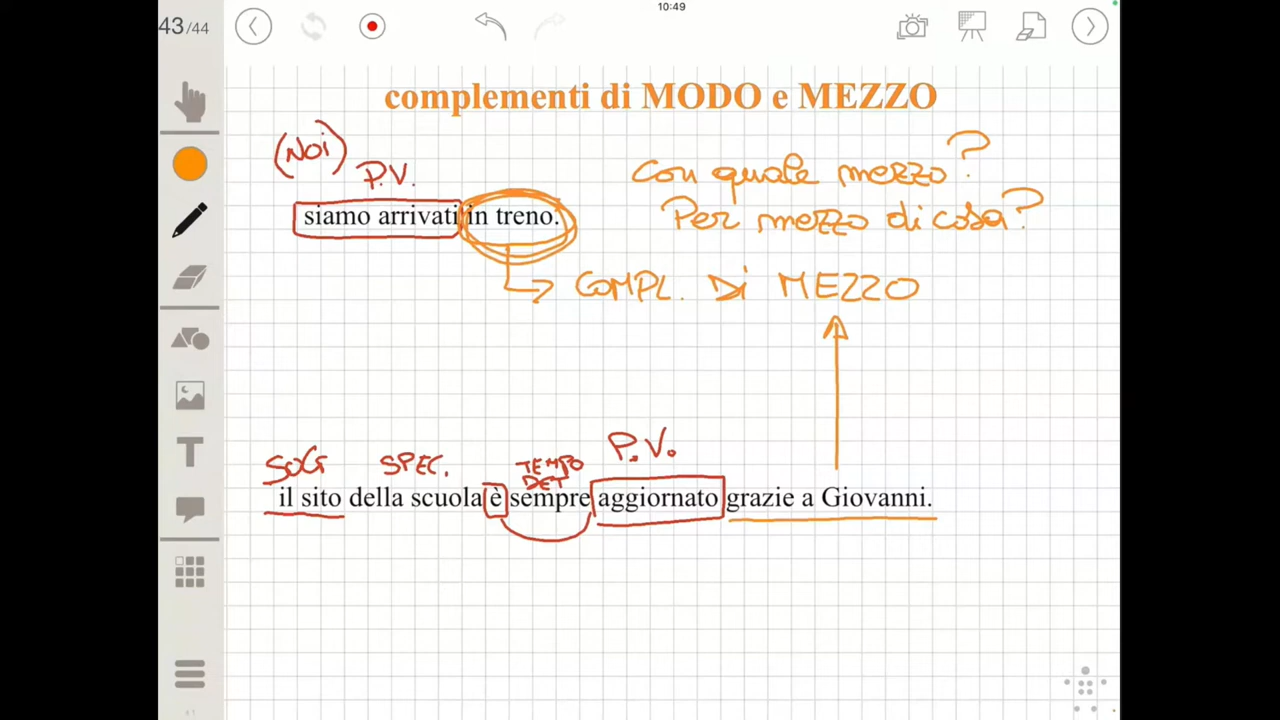 10:49
43/44
complementi di MODO e MEZZO
(Noi)
P.V.
Con quale mezzo?
siamo arrivati in treno.
Per mezzo di cosa?
COMPL. Di MEZZO
P.V.
SOGG SPEC. TEMPO
DET
il sito della scuola è sempre aggiornato grazie a Giovanni.